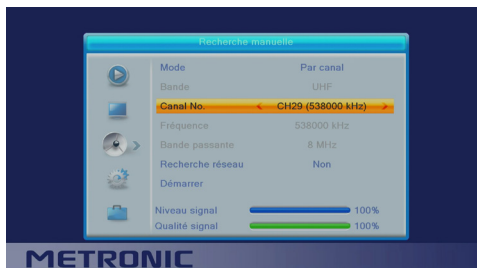 Recherche manuelle
Mode Par canal
Bande UHF
Canal No. CH29 (538000 kHz)
Fréquence 538000 kHz
Bande passante 8 MHz
Recherche réseau Non
Démarrer
Niveau signal 100%
Qualité signal 100%
METRONIC